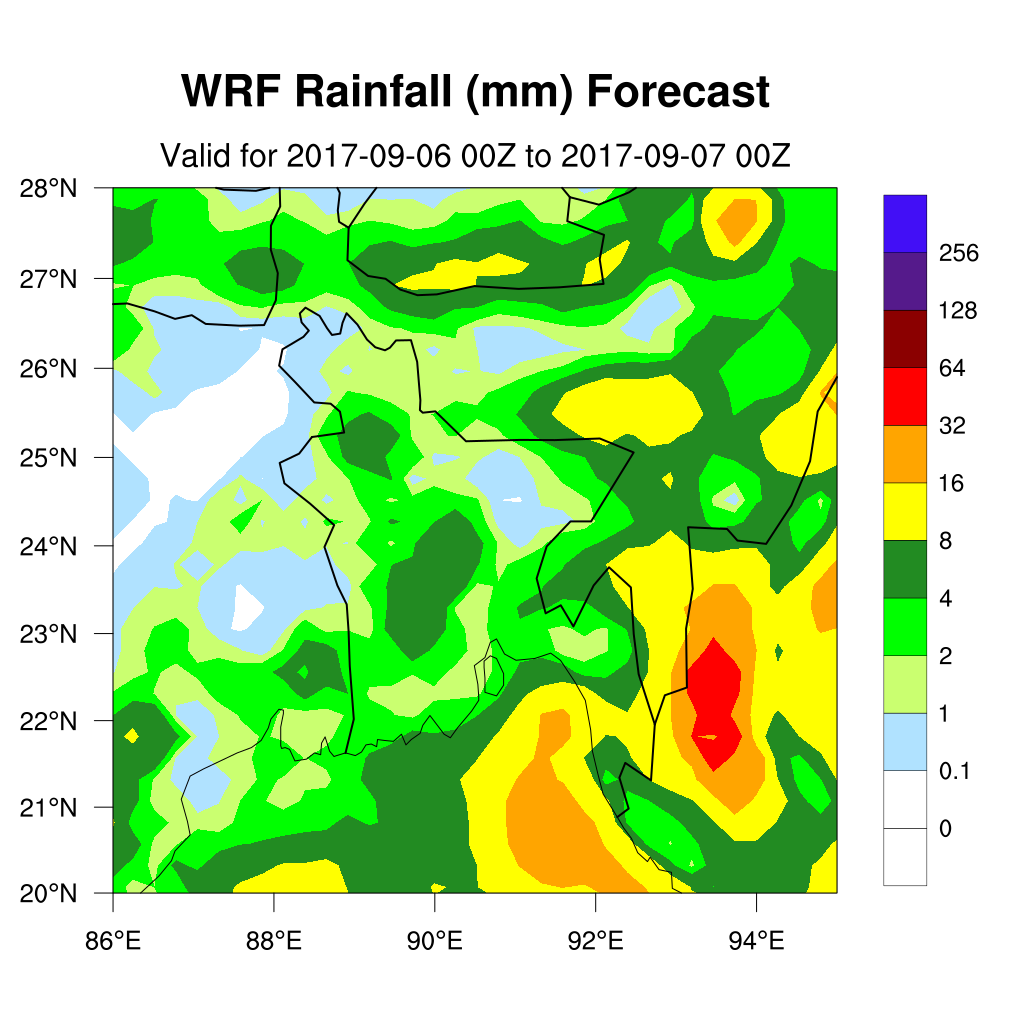 WRF Rainfall (mm) Forecast
Valid for 2017-09-06 00Z to 2017-09-07 00Z
28°N
27°N
26°N
25°N
24°N
23°N
22°N
21°N
20°N
86°E 88°E 90°E 92°E 94°E
256
128
64
32
16
8
4
2
1
0.1
0